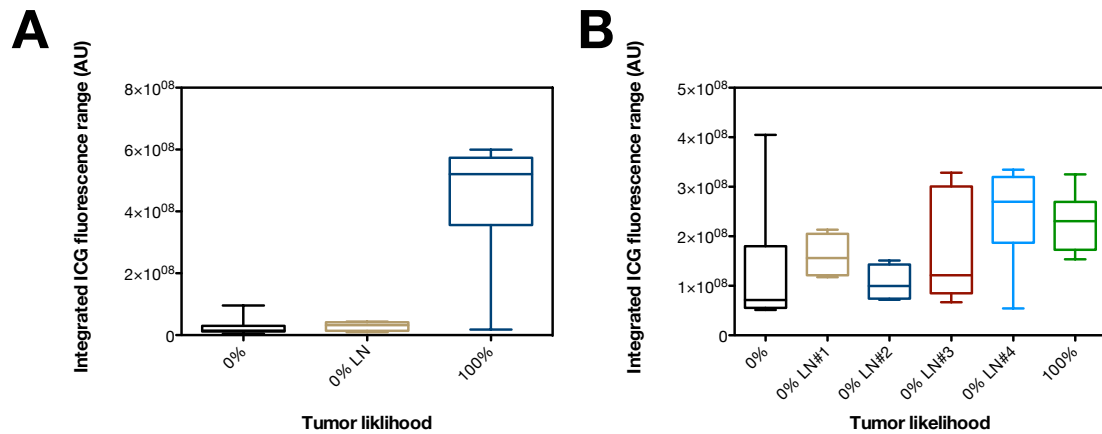 A
Integrated ICG fluorescence range (AU)
8×10^08
6×10^08
4×10^08
2×10^08
0
0%
0% LN
100%
Tumor liklihood
B
Integrated ICG fluorescence range (AU)
5×10^08
4×10^08
3×10^08
2×10^08
1×10^08
0
0%
0% LN#1
0% LN#2
0% LN#3
0% LN#4
100%
Tumor likelihood